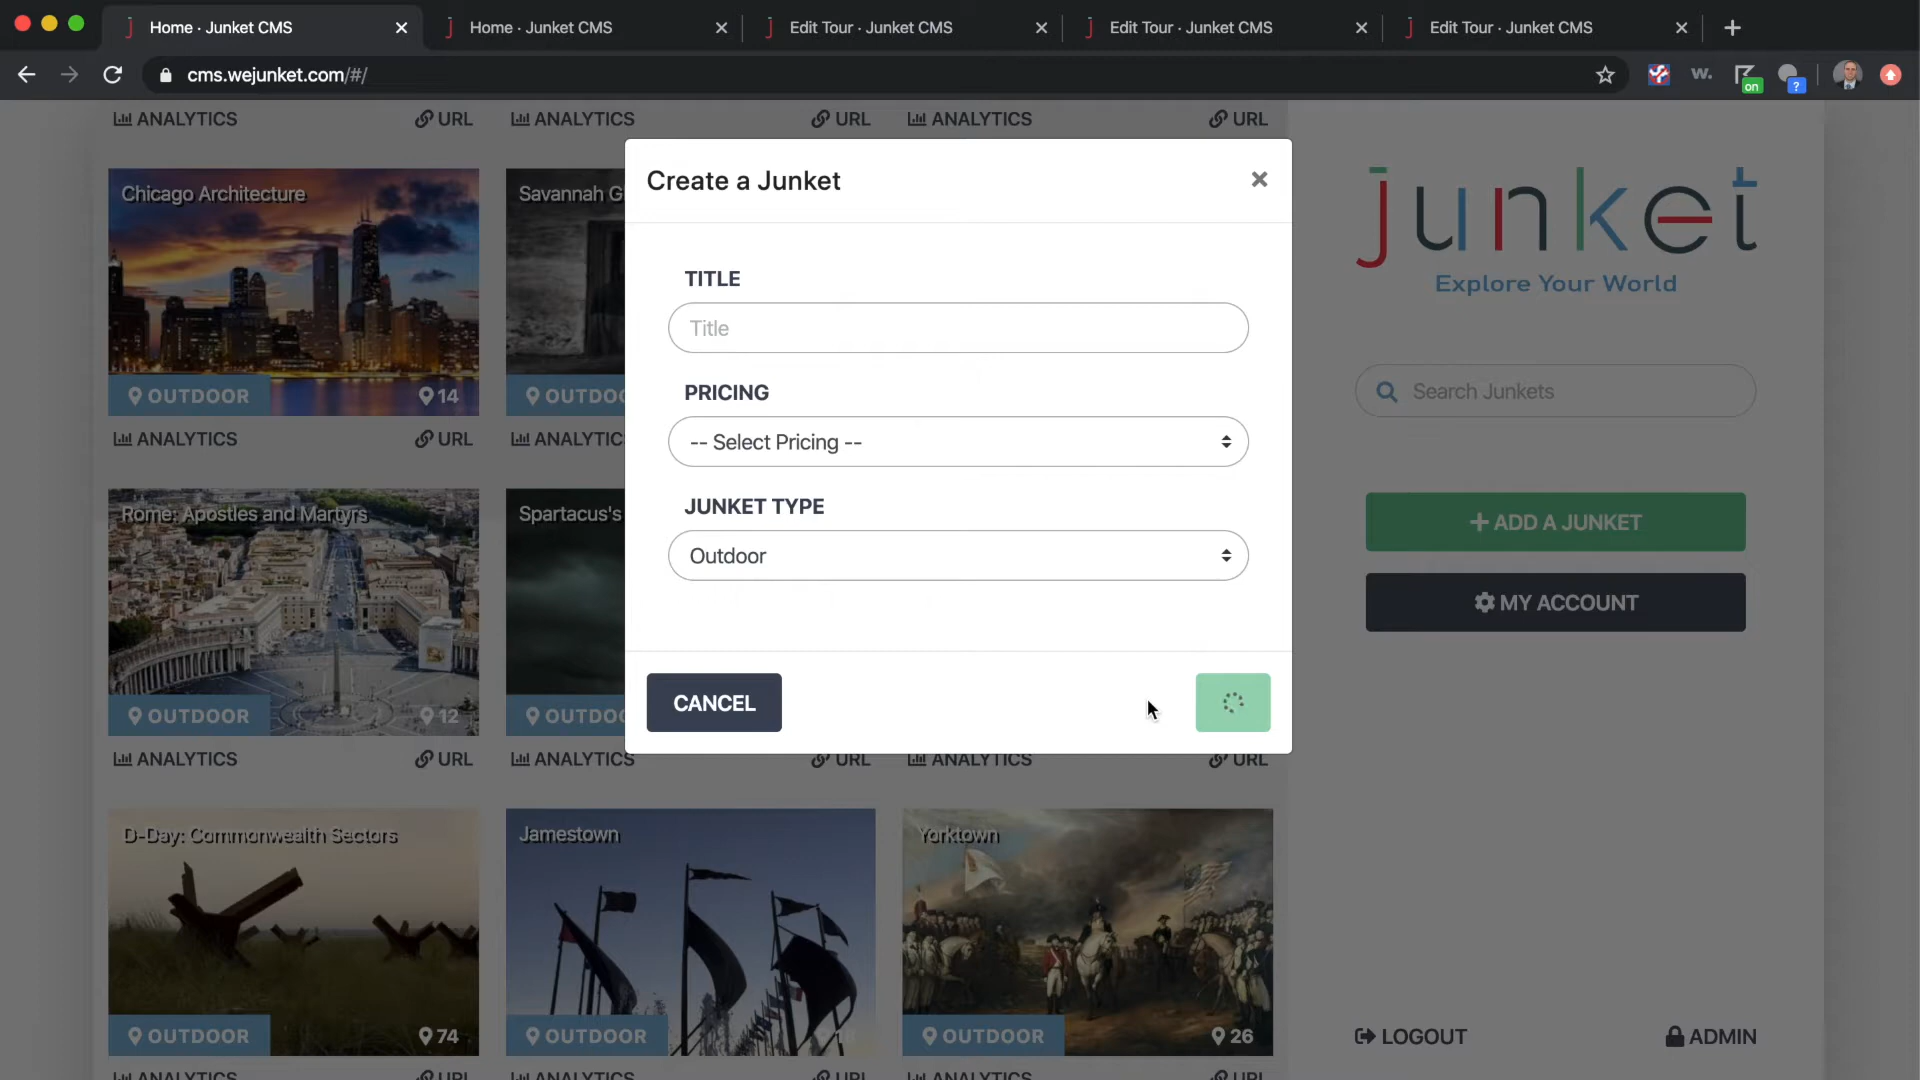 Home · Junket CMS
Home · Junket CMS
Edit Tour · Junket CMS
Edit Tour · Junket CMS
Edit Tour · Junket CMS
cms.wejunket.com/#/
w.
on
?
ANALYTICS
URL
ANALYTICS
URL
ANALYTICS
URL
Chicago Architecture
OUTDOOR
14
ANALYTICS
URL
Savannah G
OUTDOO
ANALYTIC
Rome: Apostles and Martyrs
OUTDOOR
12
ANALYTICS
URL
Spartacus's
OUTDOO
ANALYTICS
URL
ANALYTICS
URL
D-Day: Commonwealth Sectors
OUTDOOR
74
Jamestown
OUTDOOR
Yorktown
OUTDOOR
26
ANALYTICS
URL
ANALYTICS
URL
ANALYTICS
URL
Create a Junket
TITLE
Title
PRICING
-- Select Pricing --
JUNKET TYPE
Outdoor
CANCEL
junket
Explore Your World
Search Junkets
ADD A JUNKET
MY ACCOUNT
LOGOUT
ADMIN